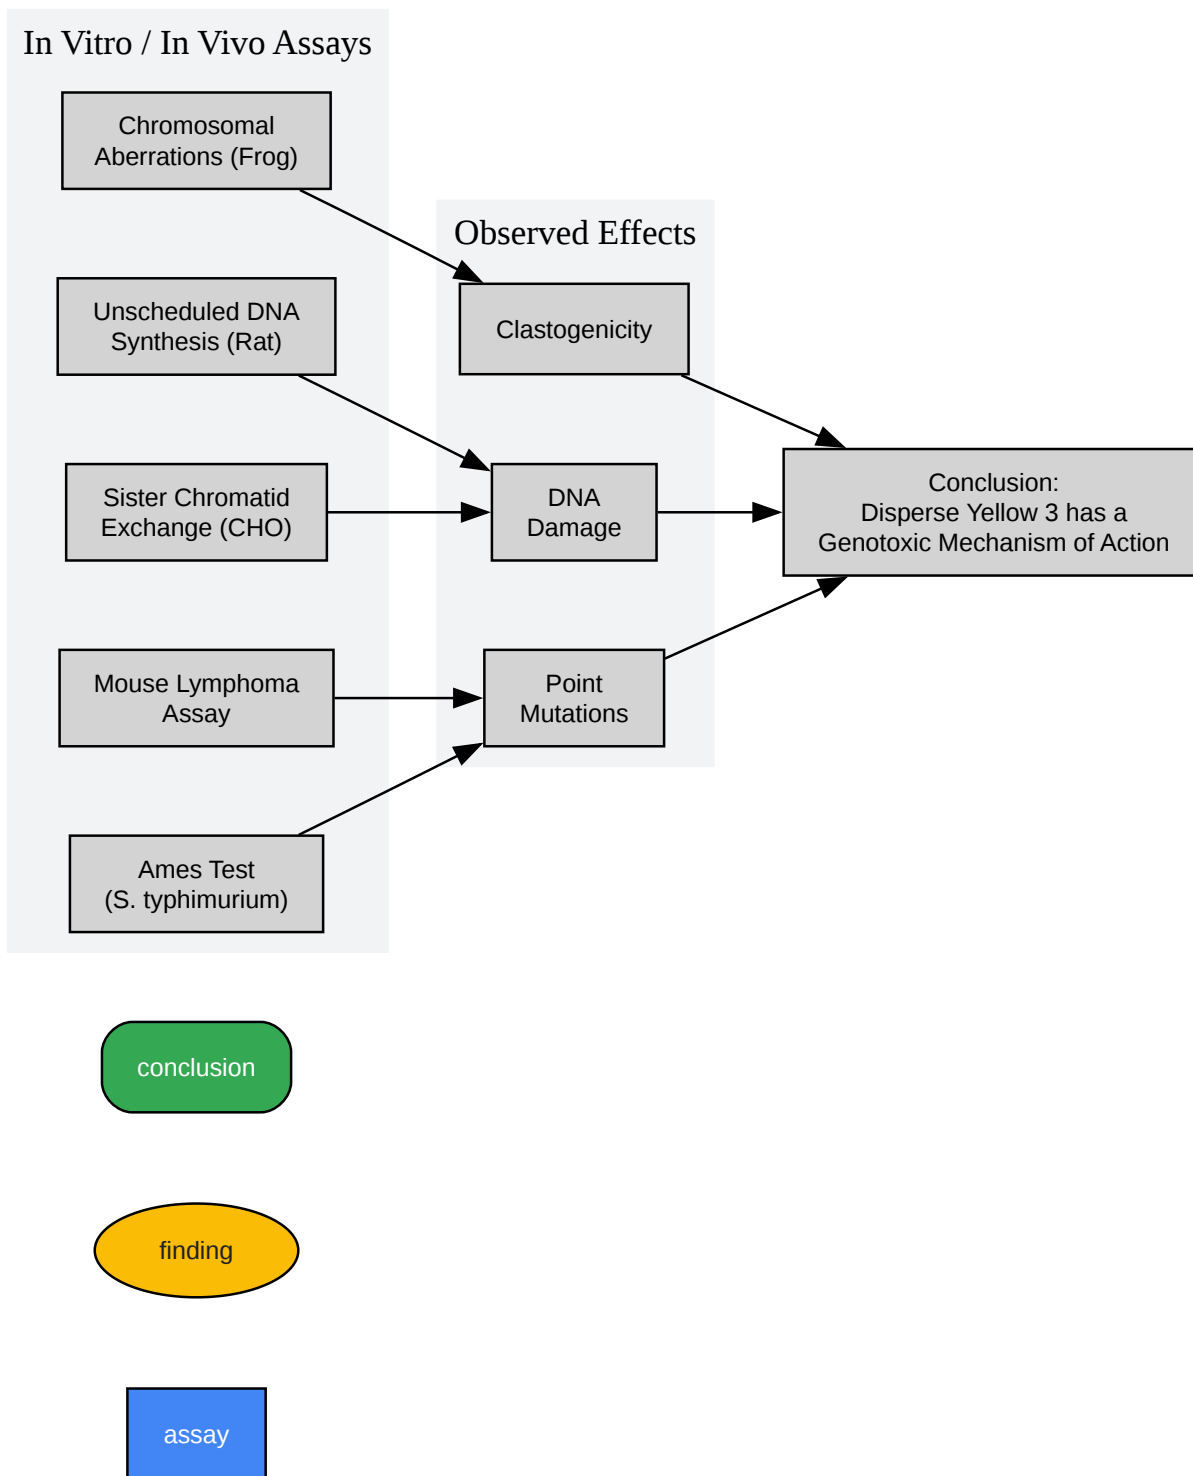 In Vitro / In Vivo Assays
Chromosomal
Aberrations (Frog)
Unscheduled DNA
Synthesis (Rat)
Sister Chromatid
Exchange (CHO)
Mouse Lymphoma
Assay
Ames Test
(S. typhimurium)
Observed Effects
Clastogenicity
DNA
Damage
Point
Mutations
Conclusion:
Disperse Yellow 3 has a
Genotoxic Mechanism of Action
conclusion
finding
assay